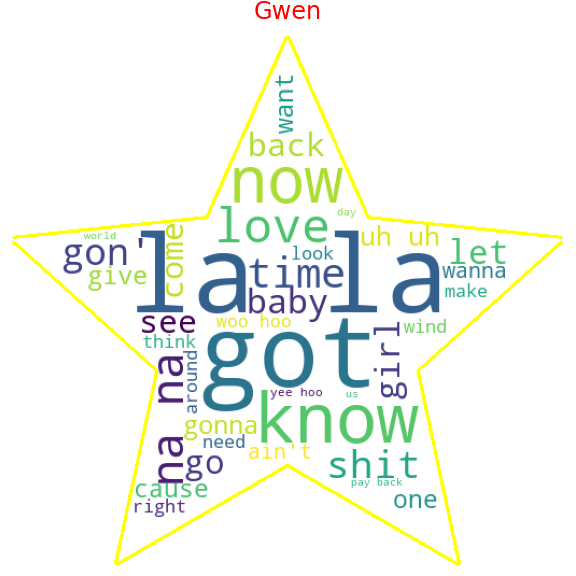 Gwen
want
back
now
day
love
uh uh
world
gon'
come
look
let
give
la la
time
wanna
baby
make
see
woo hoo
wind
think
got
girl
na na
around
yee hoo
us
know
gonna
need
ain't
go
shit
cause
pay back
right
one